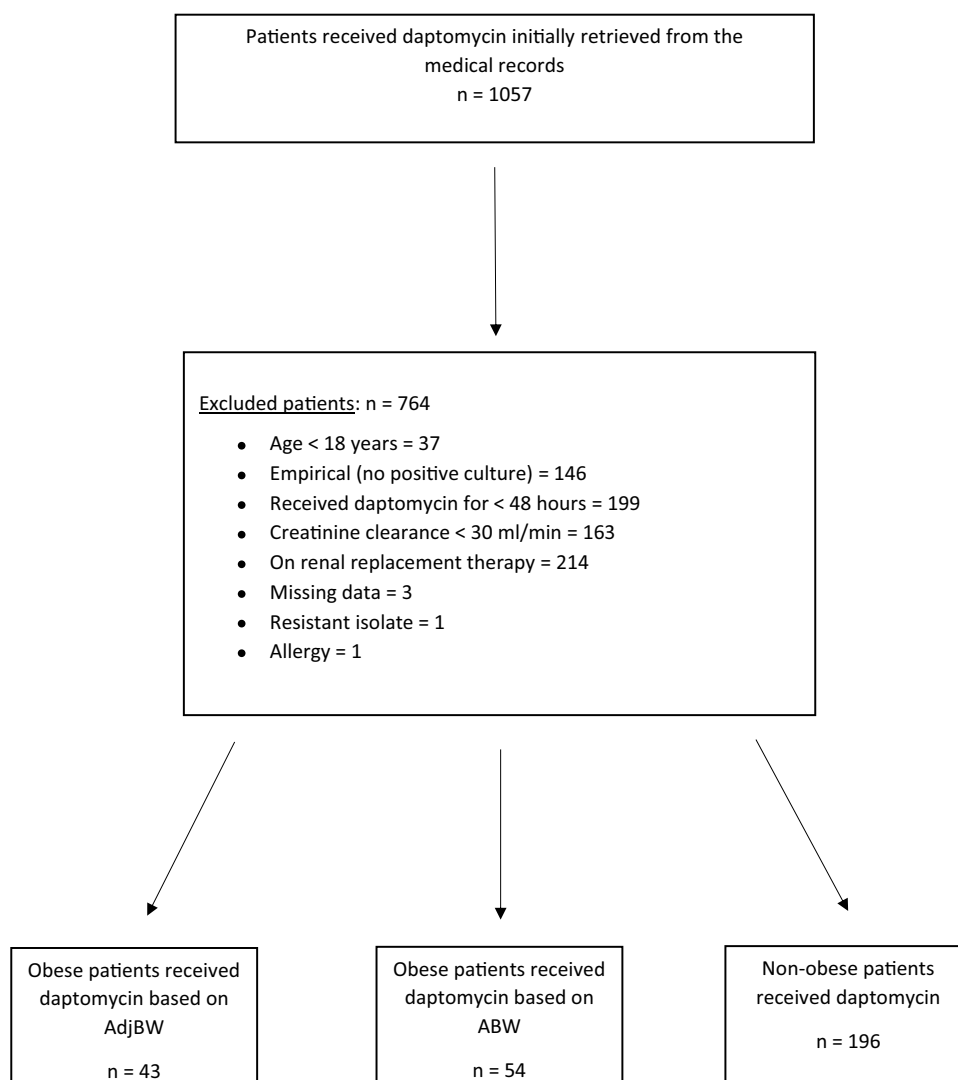 Patients received daptomycin initially retrieved from the
medical records
n = 1057
Excluded patients: n = 764
• Age < 18 years = 37
• Empirical (no positive culture) = 146
• Received daptomycin for < 48 hours = 199
• Creatinine clearance < 30 ml/min = 163
• On renal replacement therapy = 214
• Missing data = 3
• Resistant isolate = 1
• Allergy = 1
Obese patients received
daptomycin based on
AdjBW
n = 43
Obese patients received
daptomycin based on
ABW
n = 54
Non-obese patients
received daptomycin
n = 196